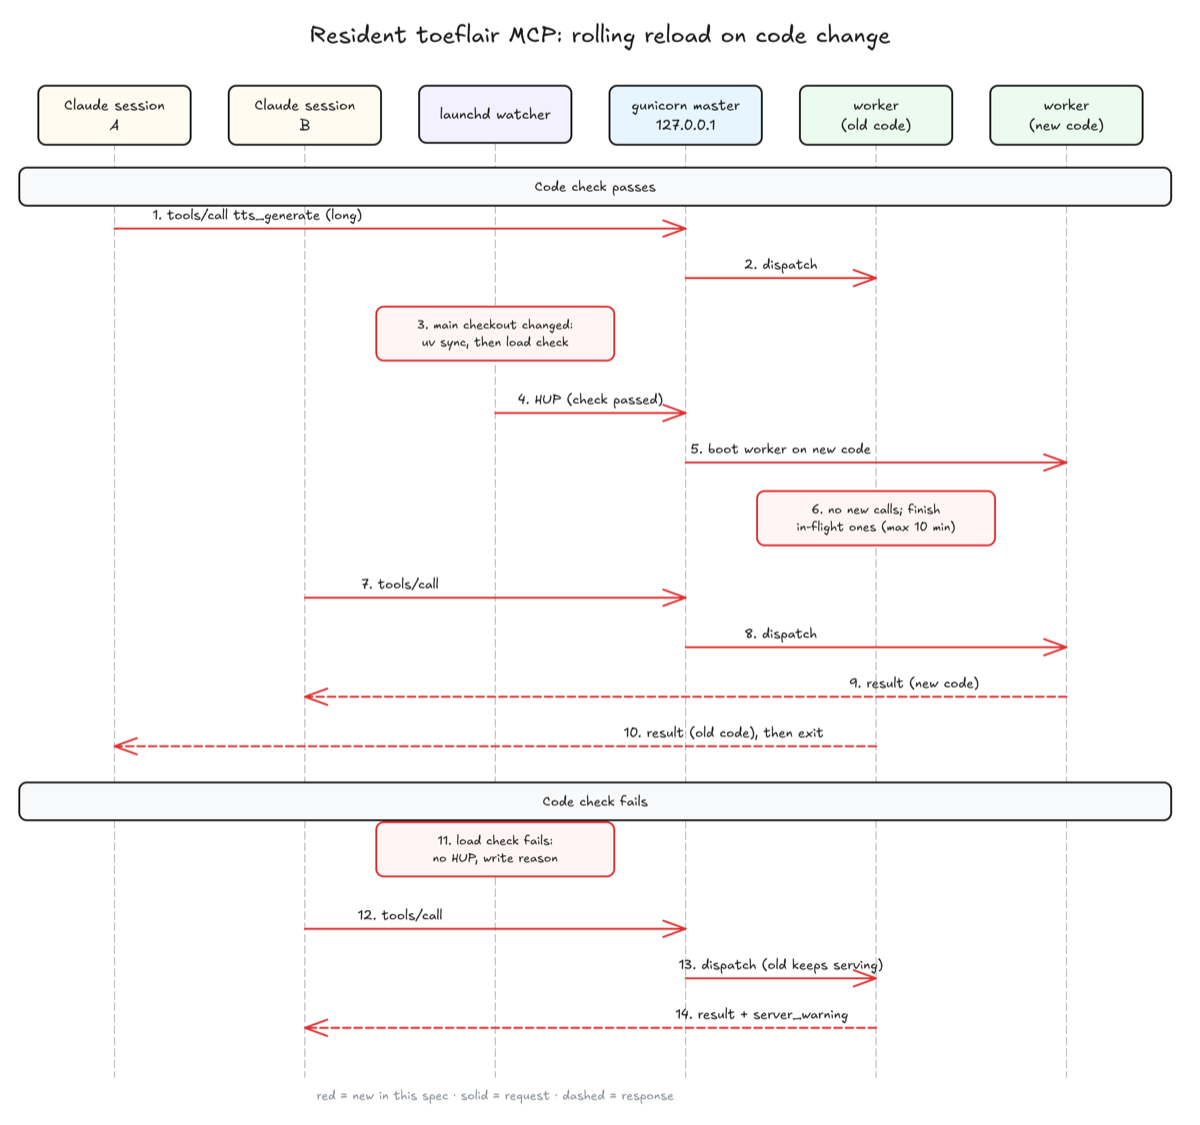 Resident toeflair MCP: rolling reload on code change
Claude session
A
Claude session
B
launchd watcher
gunicorn master
127.0.0.1
worker
(old code)
worker
(new code)
Code check passes
1. tools/call tts_generate (long)
2. dispatch
3. main checkout changed:
uv sync, then load check
4. HUP (check passed)
5. boot worker on new code
6. no new calls; finish
in-flight ones (max 10 min)
7. tools/call
8. dispatch
9. result (new code)
10. result (old code), then exit
Code check fails
11. load check fails:
no HUP, write reason
12. tools/call
13. dispatch (old keeps serving)
14. result + server_warning
red = new in this spec · solid = request · dashed = response